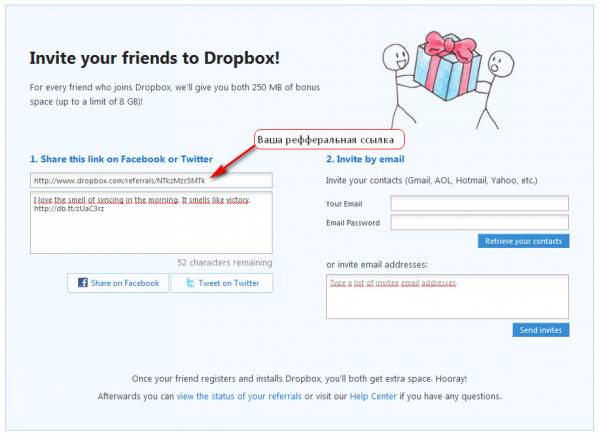 Invite your friends to Dropbox!
For every friend who joins Dropbox, we'll give you both 250 MB of bonus
space (up to a limit of 8 GB)!
Ваша рефферальная ссылка
1. Share this link on Facebook or Twitter
http://www.dropbox.com/referrals/NTkzMzc5MTk
I love the smell of syncing in the morning. It smells like victory.
http://db.tt/zUaC3rz
52 characters remaining
Share on Facebook
Tweet on Twitter
2. Invite by email
Invite your contacts (Gmail, AOL, Hotmail, Yahoo, etc.)
Your Email
Email Password
Retrieve your contacts
or invite email addresses:
Type a list of invitee email addresses.
Send invites
Once your friend registers and installs Dropbox, you'll both get extra space. Hooray!
Afterwards you can view the status of your referrals or visit our Help Center if you have any questions.